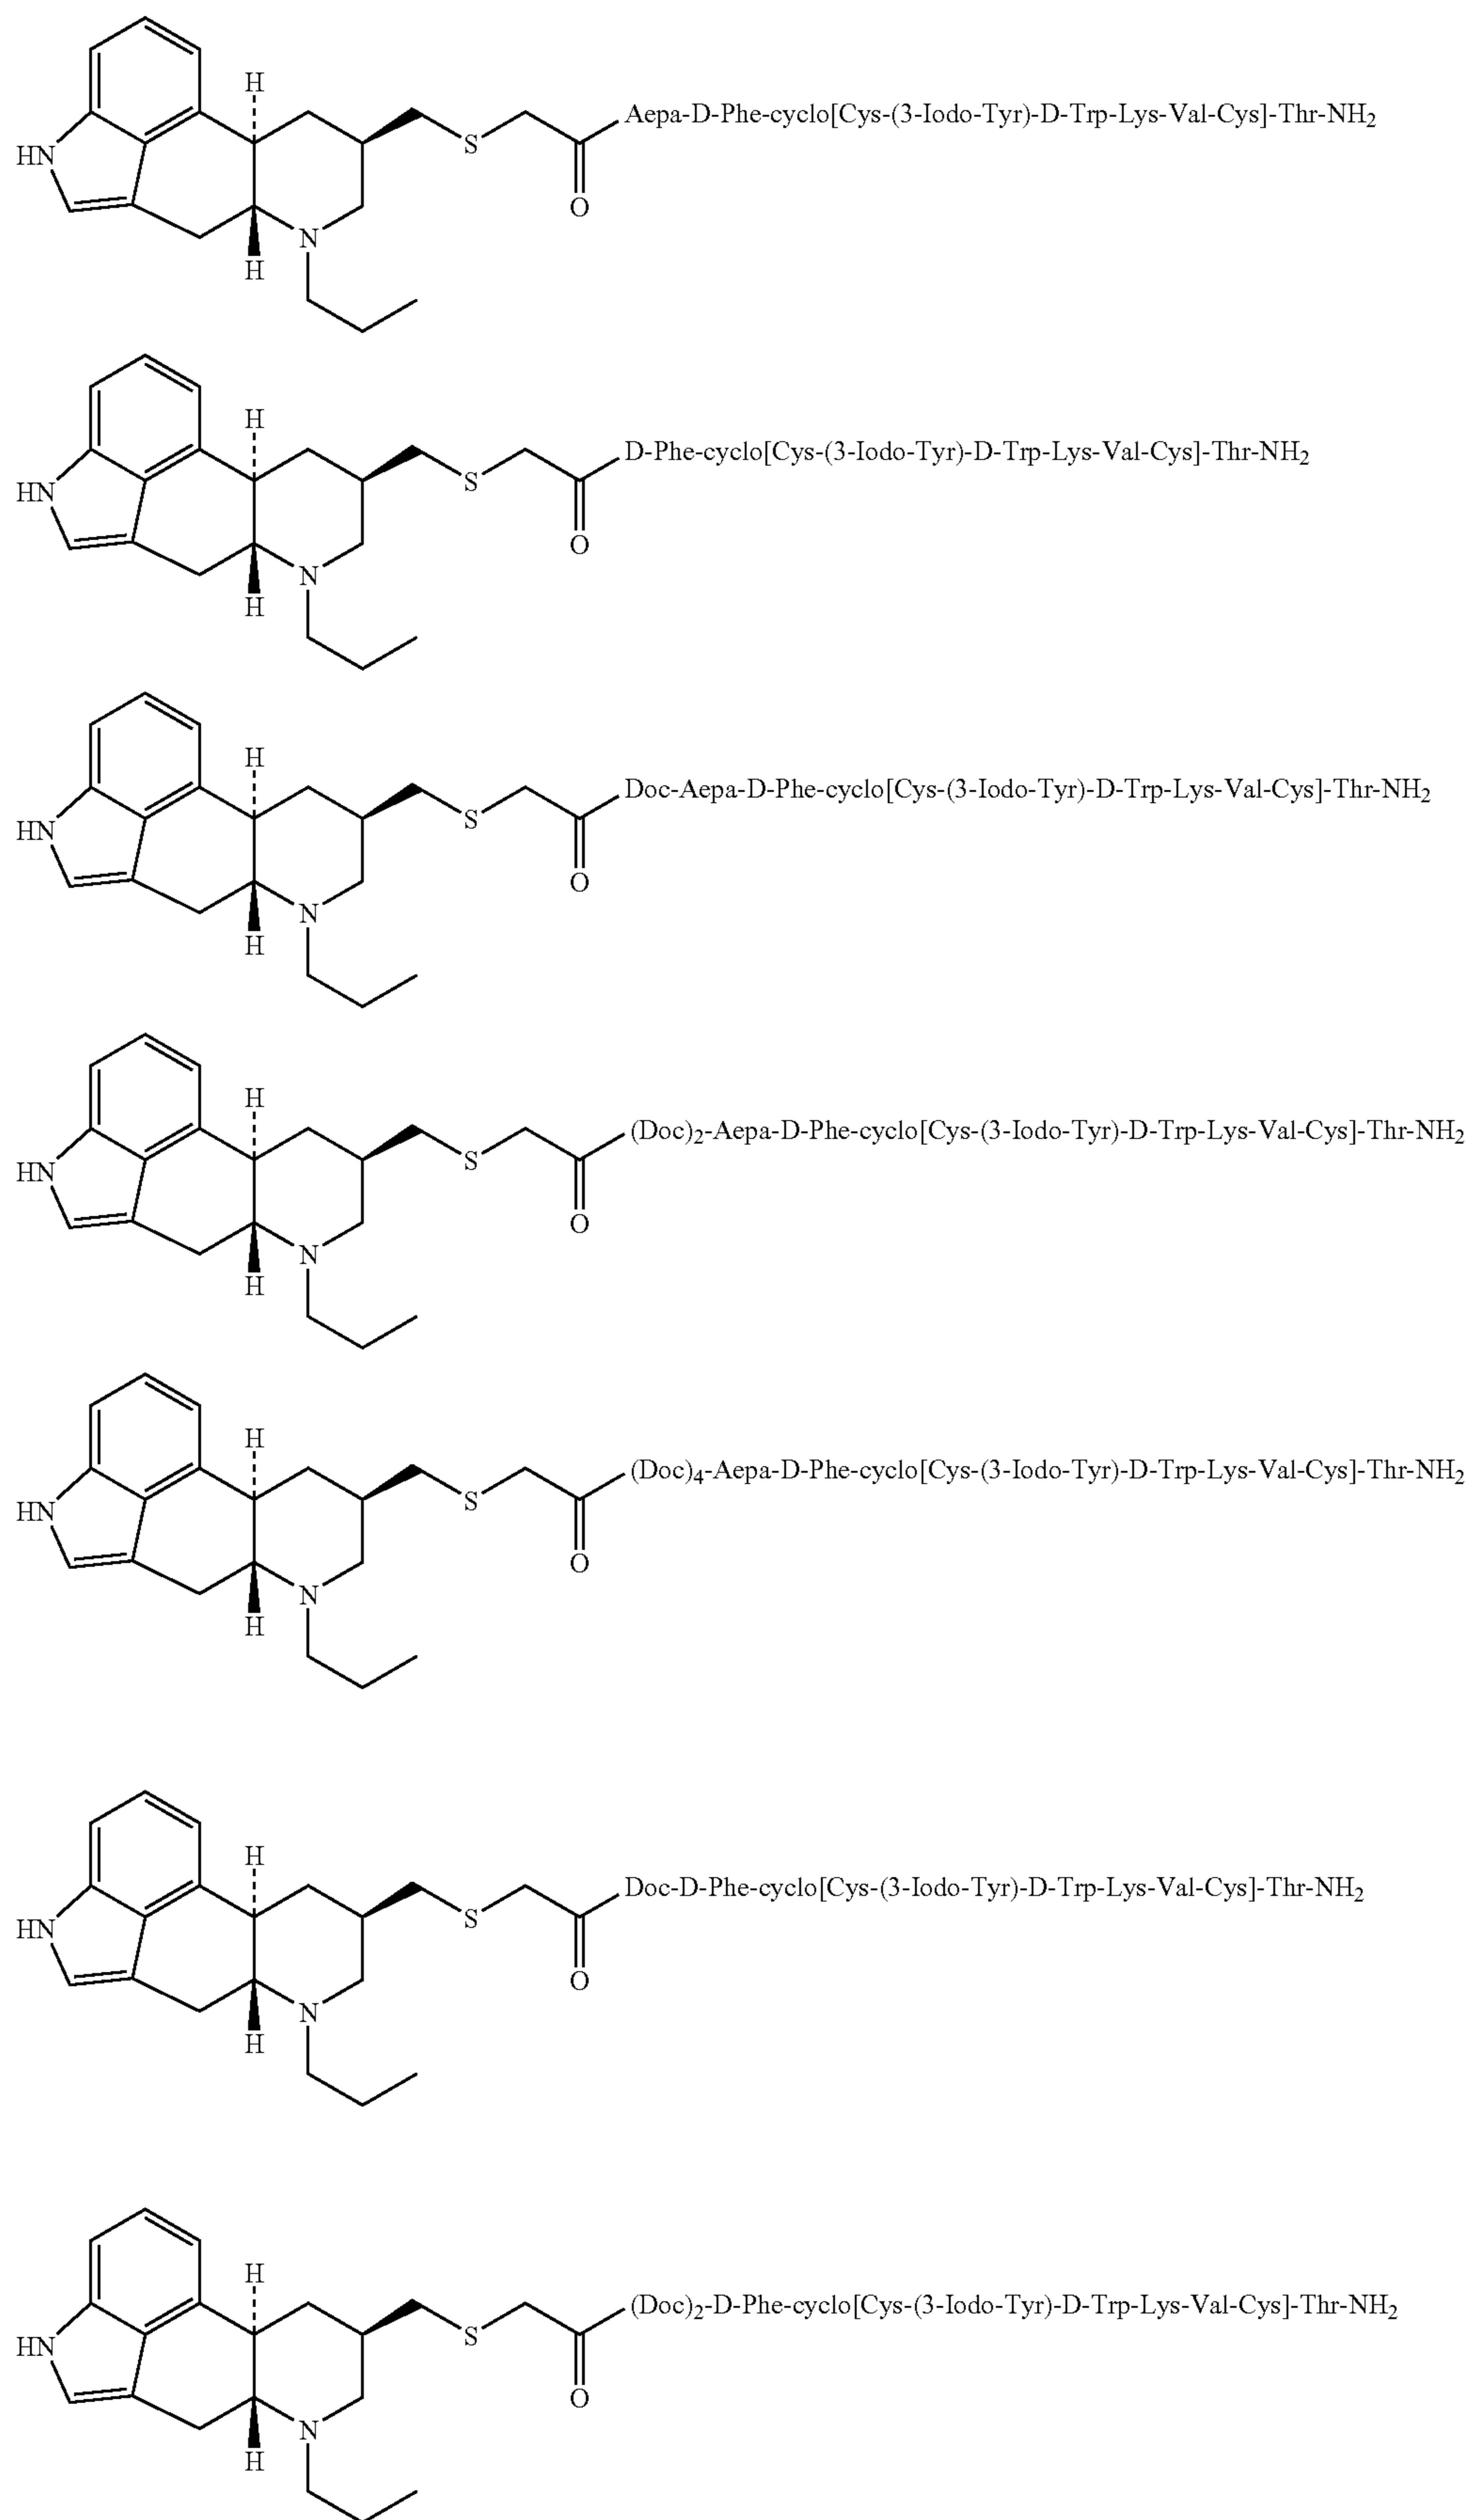 H
Aepa-D-Phe-cyclo[Cys-(3-Iodo-Tyr)-D-Trp-Lys-Val-Cys]-Thr-NH₂
HN
S
O
N
H
H
D-Phe-cyclo[Cys-(3-Iodo-Tyr)-D-Trp-Lys-Val-Cys]-Thr-NH₂
HN
S
O
N
H
H
Doc-Aepa-D-Phe-cyclo[Cys-(3-Iodo-Tyr)-D-Trp-Lys-Val-Cys]-Thr-NH₂
HN
S
O
N
H
H
(Doc)₂-Aepa-D-Phe-cyclo[Cys-(3-Iodo-Tyr)-D-Trp-Lys-Val-Cys]-Thr-NH₂
HN
S
O
N
H
H
(Doc)₄-Aepa-D-Phe-cyclo[Cys-(3-Iodo-Tyr)-D-Trp-Lys-Val-Cys]-Thr-NH₂
HN
S
O
N
H
H
Doc-D-Phe-cyclo[Cys-(3-Iodo-Tyr)-D-Trp-Lys-Val-Cys]-Thr-NH₂
HN
S
O
N
H
H
(Doc)₂-D-Phe-cyclo[Cys-(3-Iodo-Tyr)-D-Trp-Lys-Val-Cys]-Thr-NH₂
HN
S
O
N
H